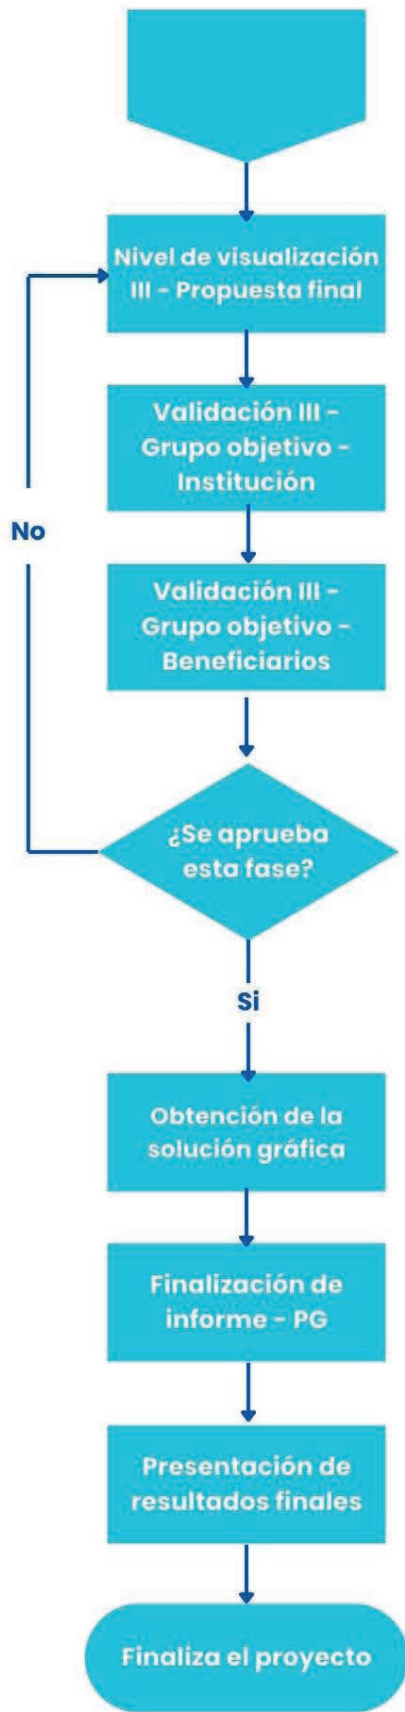 Nivel de visualización
III - Propuesta final
Validación III -
Grupo objetivo -
Institución
No
Validación III -
Grupo objetivo -
Beneficiarios
¿Se aprueba
esta fase?
Si
Obtención de la
solución gráfica
Finalización de
informe - PG
Presentación de
resultados finales
Finaliza el proyecto